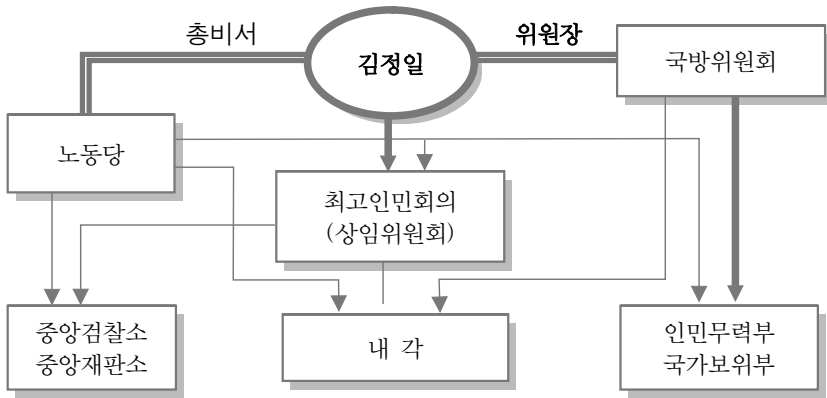 총비서
위원장
김정일
국방위원회
노동당
최고인민회의
(상임위원회)
중앙검찰소
중앙재판소
내 각
인민무력부
국가보위부